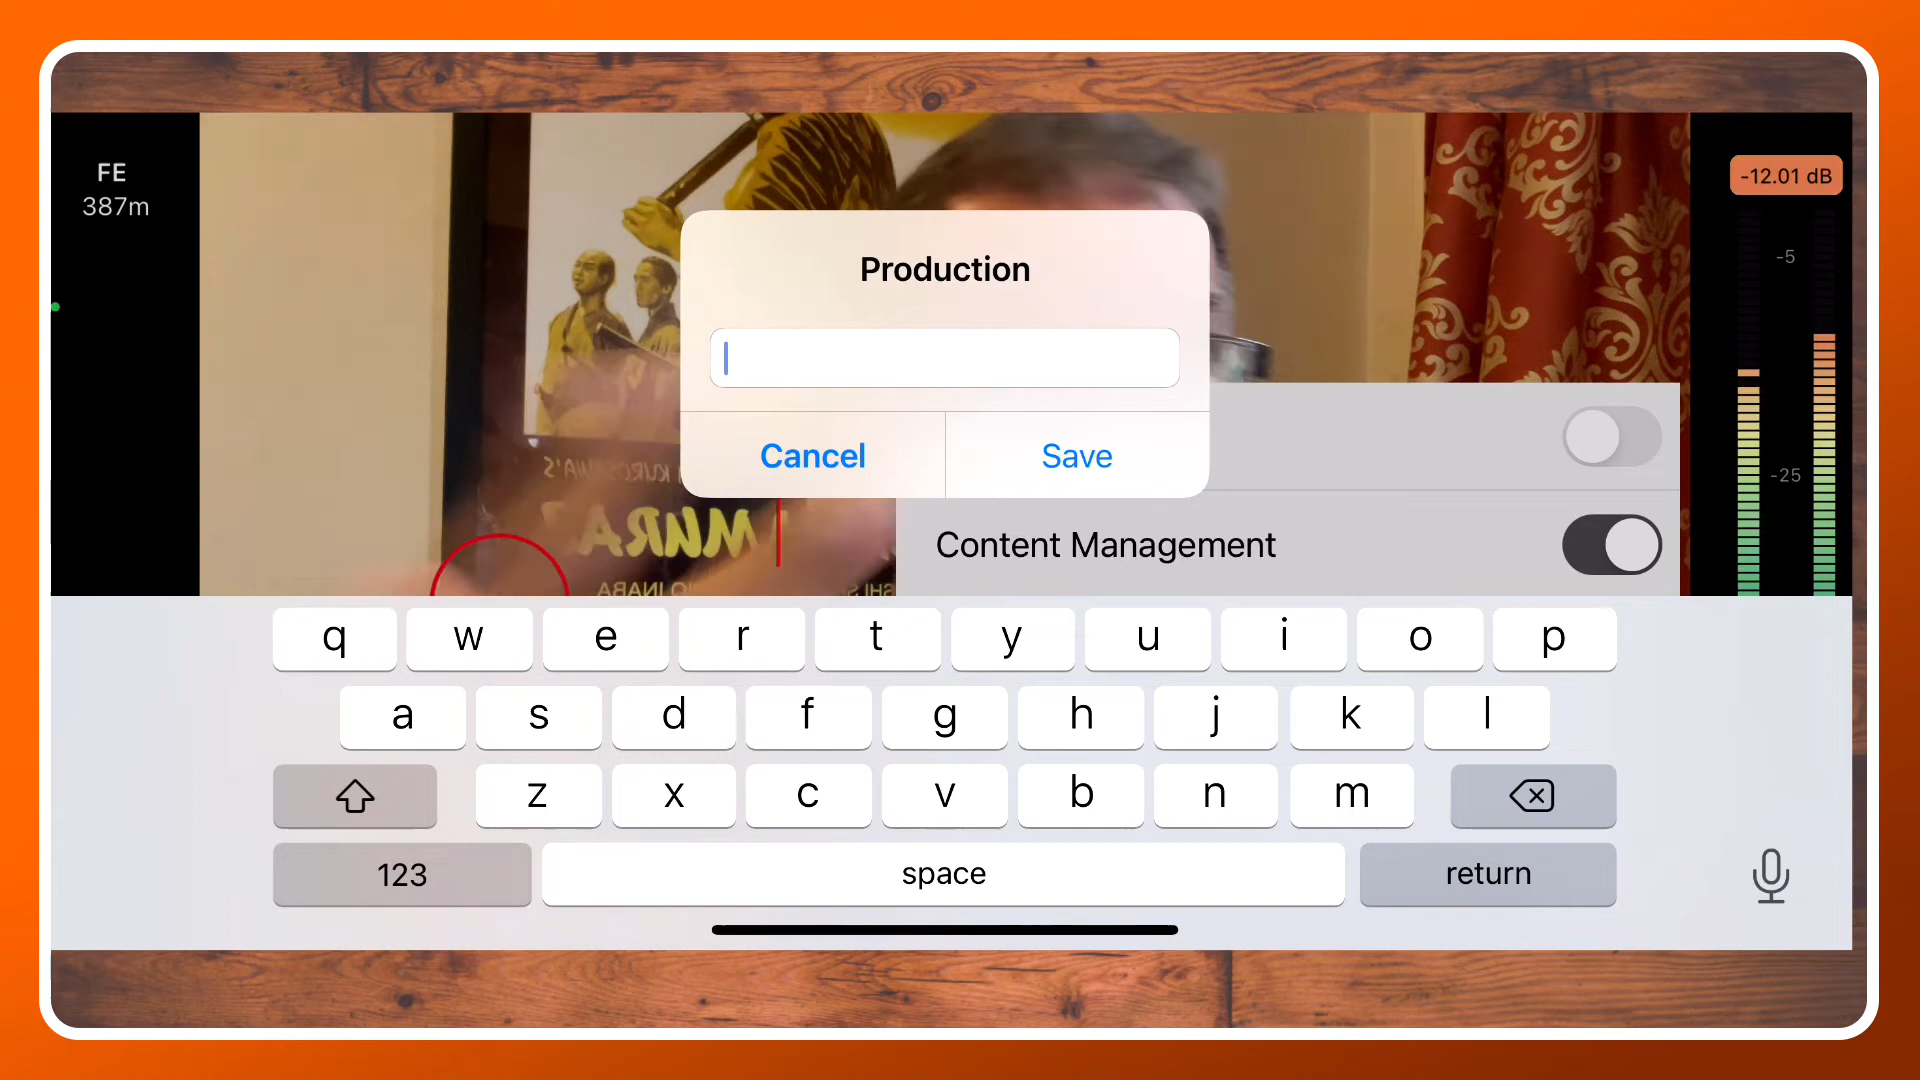 FE
387m
-12.01 dB
Production
-5
Cancel
Save
-25
Content Management
q w e r t y u i o p
a s d f g h j k l
z x c v b n m
123
space
return